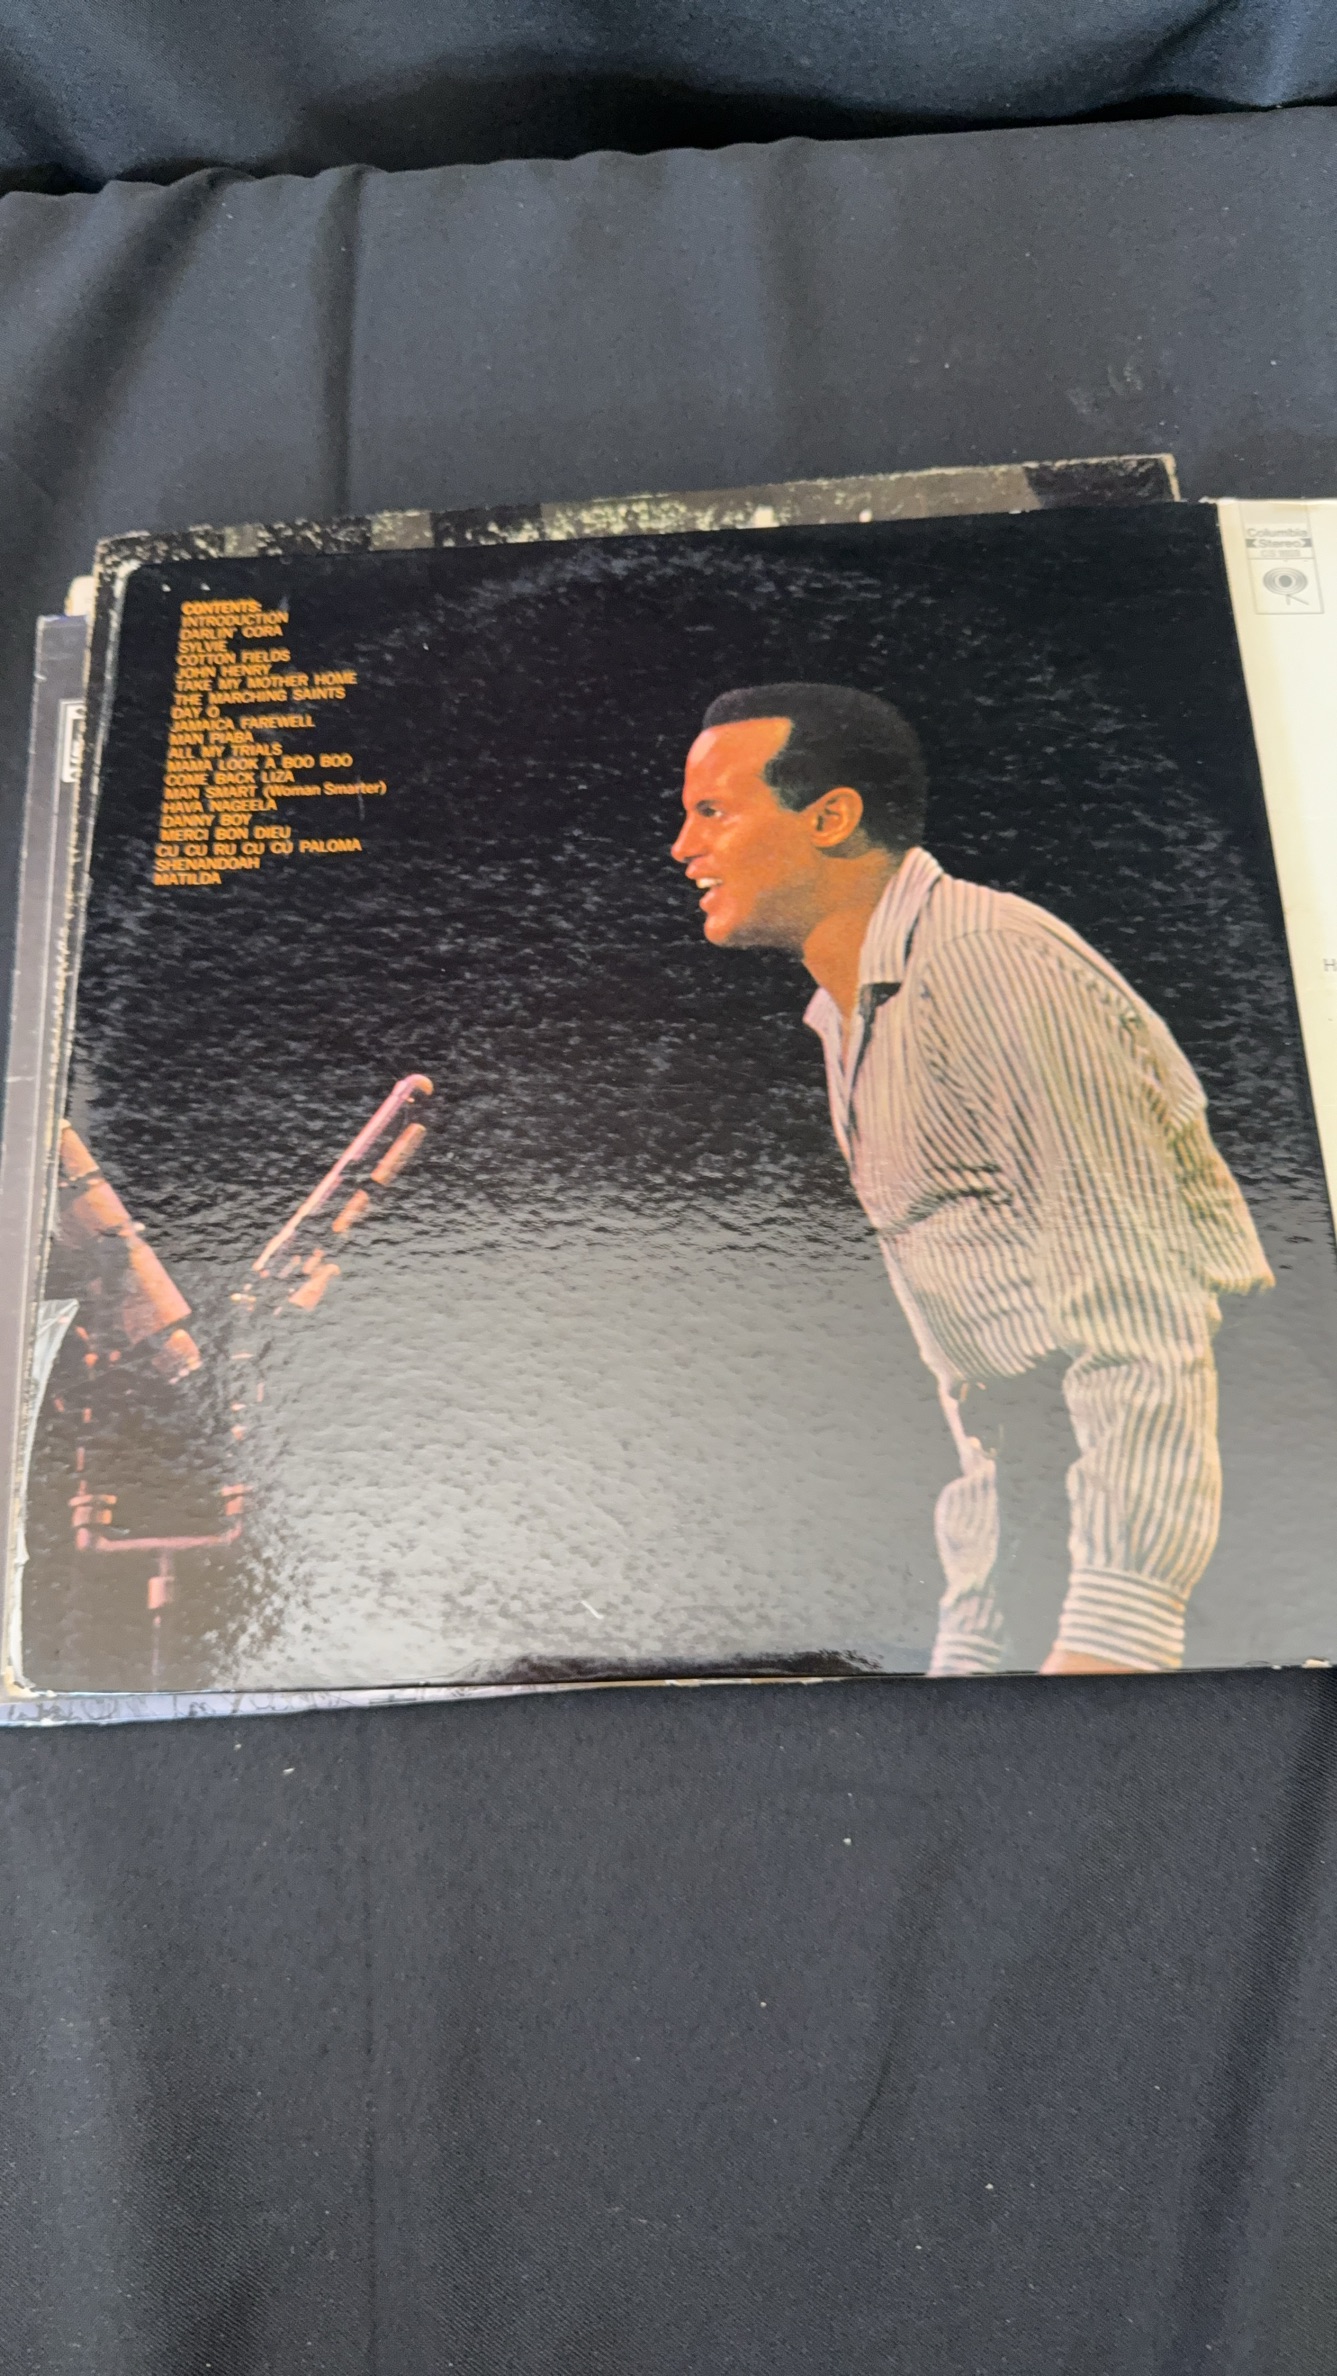 CONTENTS:
INTRODUCTION
DARLIN' CORA
SYLVIE
COTTON FIELDS
JOHN HENRY
TAKE MY MOTHER HOME
THE MARCHING SAINTS
DAY O
JAMAICA FAREWELL
MAN PIABA
ALL MY TRIALS
MAMA LOOK A BOO BOO
COME BACK LIZA
MAN SMART (Woman Smarter)
HAVA NAGEELA
DANNY BOY
MERCI BON DIEU
CU CU RU CU CU PALOMA
SHENANDOAH
MATILDA
Columbia
Stereo